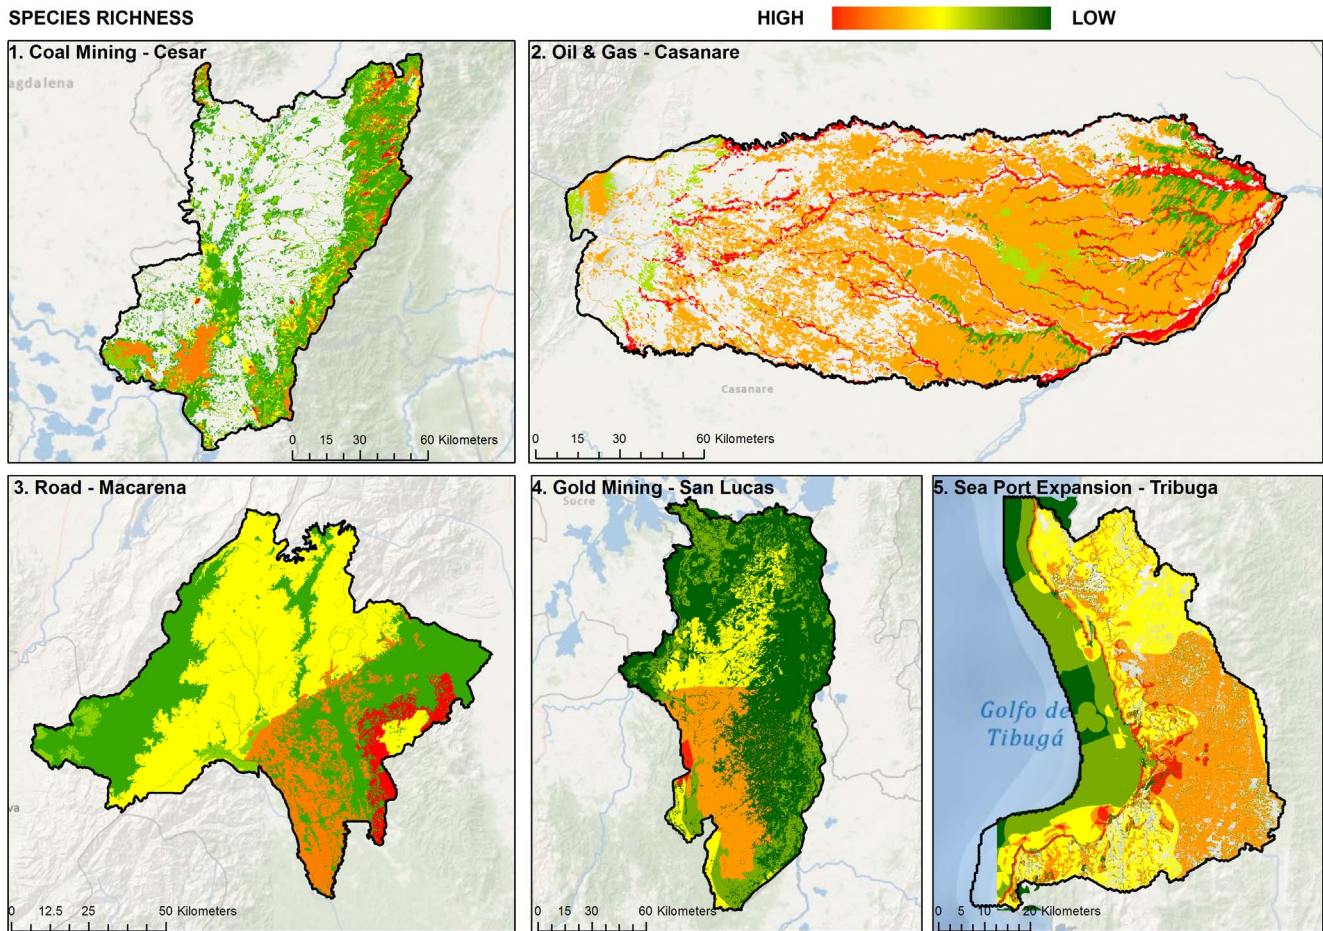 SPECIES RICHNESS
HIGH LOW
1. Coal Mining - Cesar
agdalena
0 15 30 60 Kilometers
2. Oil & Gas - Casanare
Casanare
0 15 30 60 Kilometers
3. Road - Macarena
va
0 12.5 25 50 Kilometers
4. Gold Mining - San Lucas
Sucre
0 15 30 60 Kilometers
5. Sea Port Expansion - Tribuga
Golfo de
Tibugá
0 5 10 20 Kilometers